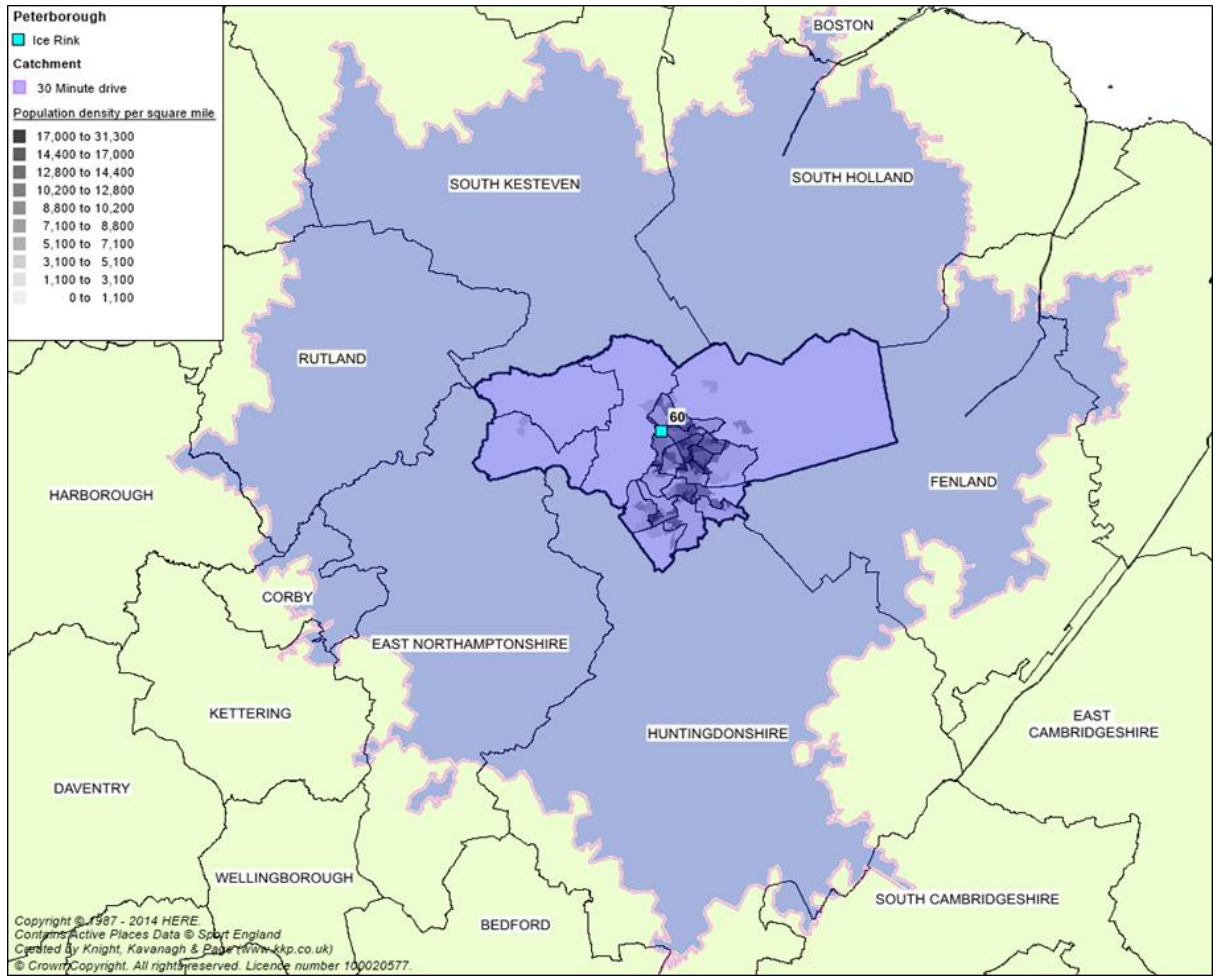 Peterborough
Ice Rink
Catchment
30 Minute drive
Population density per square mile
17,000 to 31,300
14,400 to 17,000
12,800 to 14,400
10,200 to 12,800
8,800 to 10,200
7,100 to 8,800
5,100 to 7,100
3,100 to 5,100
1,100 to 3,100
0 to 1,100
BOSTON
SOUTH KESTEVEN
SOUTH HOLLAND
RUTLAND
60
HARBOROUGH
FENLAND
CORBY
EAST NORTHAMPTONSHIRE
KETTERING
HUNTINGDONSHIRE
EAST
CAMBRIDGESHIRE
DAVENTRY
WELLINGBOROUGH
SOUTH CAMBRIDGESHIRE
BEDFORD
Copyright © 1987 - 2014 HERE.
Contains Active Places Data © Sport England
Created by Knight, Kavanagh & Page (www.kkp.co.uk)
© Crown Copyright. All rights reserved. Licence number 100020577.